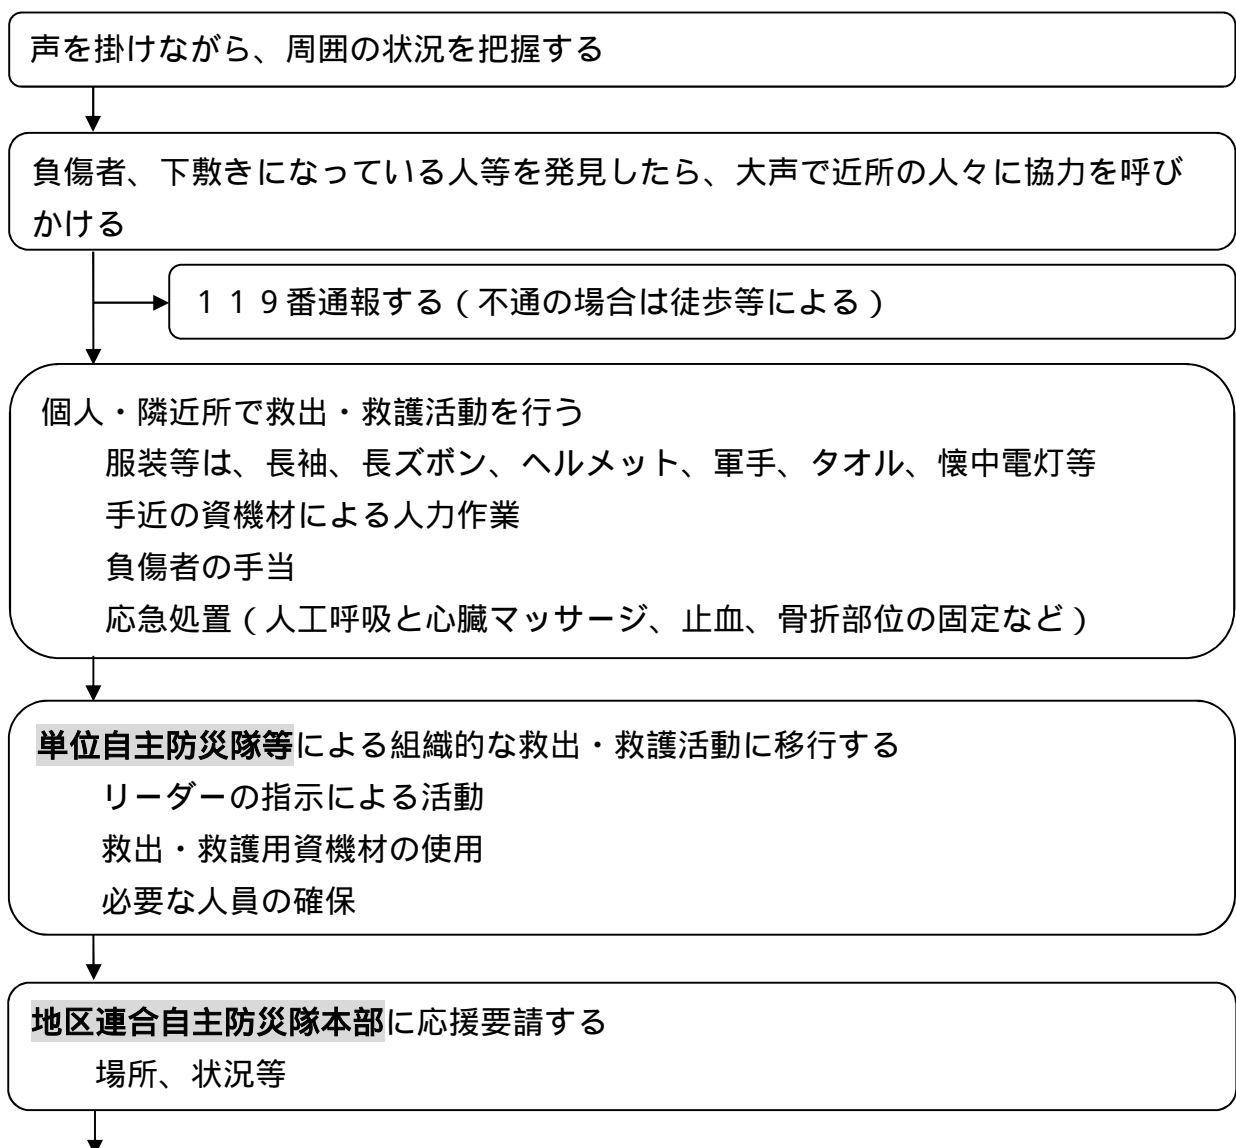 声を掛けながら、周囲の状況を把握する
負傷者、下敷きになっている人等を発見したら、大声で近所の人々に協力を呼び
かける
１１９番通報する（不通の場合は徒歩等による）
個人・隣近所で救出・救護活動を行う
服装等は、長袖、長ズボン、ヘルメット、軍手、タオル、懐中電灯等
手近の資機材による人力作業
負傷者の手当
応急処置（人工呼吸と心臓マッサージ、止血、骨折部位の固定など）
単位自主防災隊等による組織的な救出・救護活動に移行する
リーダーの指示による活動
救出・救護用資機材の使用
必要な人員の確保
地区連合自主防災隊本部に応援要請する
場所、状況等